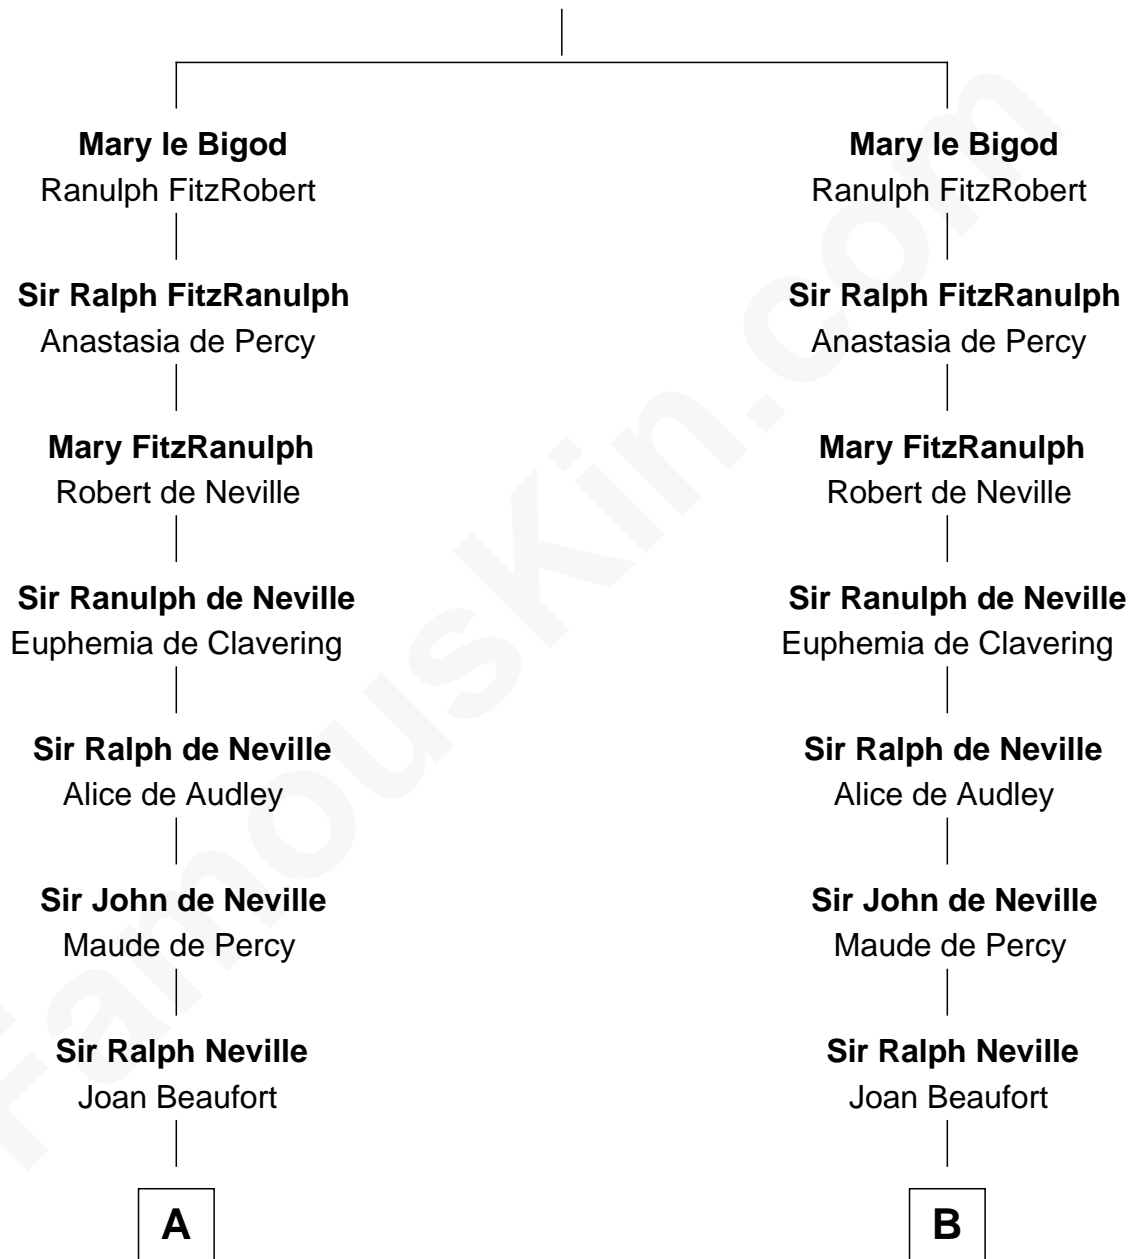 Mary le Bigod
Ranulph FitzRobert
Sir Ralph FitzRanulph
Anastasia de Percy
Mary FitzRanulph
Robert de Neville
Sir Ranulph de Neville
Euphemia de Clavering
Sir Ralph de Neville
Alice de Audley
Sir John de Neville
Maude de Percy
Sir Ralph Neville
Joan Beaufort
A
Mary le Bigod
Ranulph FitzRobert
Sir Ralph FitzRanulph
Anastasia de Percy
Mary FitzRanulph
Robert de Neville
Sir Ranulph de Neville
Euphemia de Clavering
Sir Ralph de Neville
Alice de Audley
Sir John de Neville
Maude de Percy
Sir Ralph Neville
Joan Beaufort
B
FamousKin.com